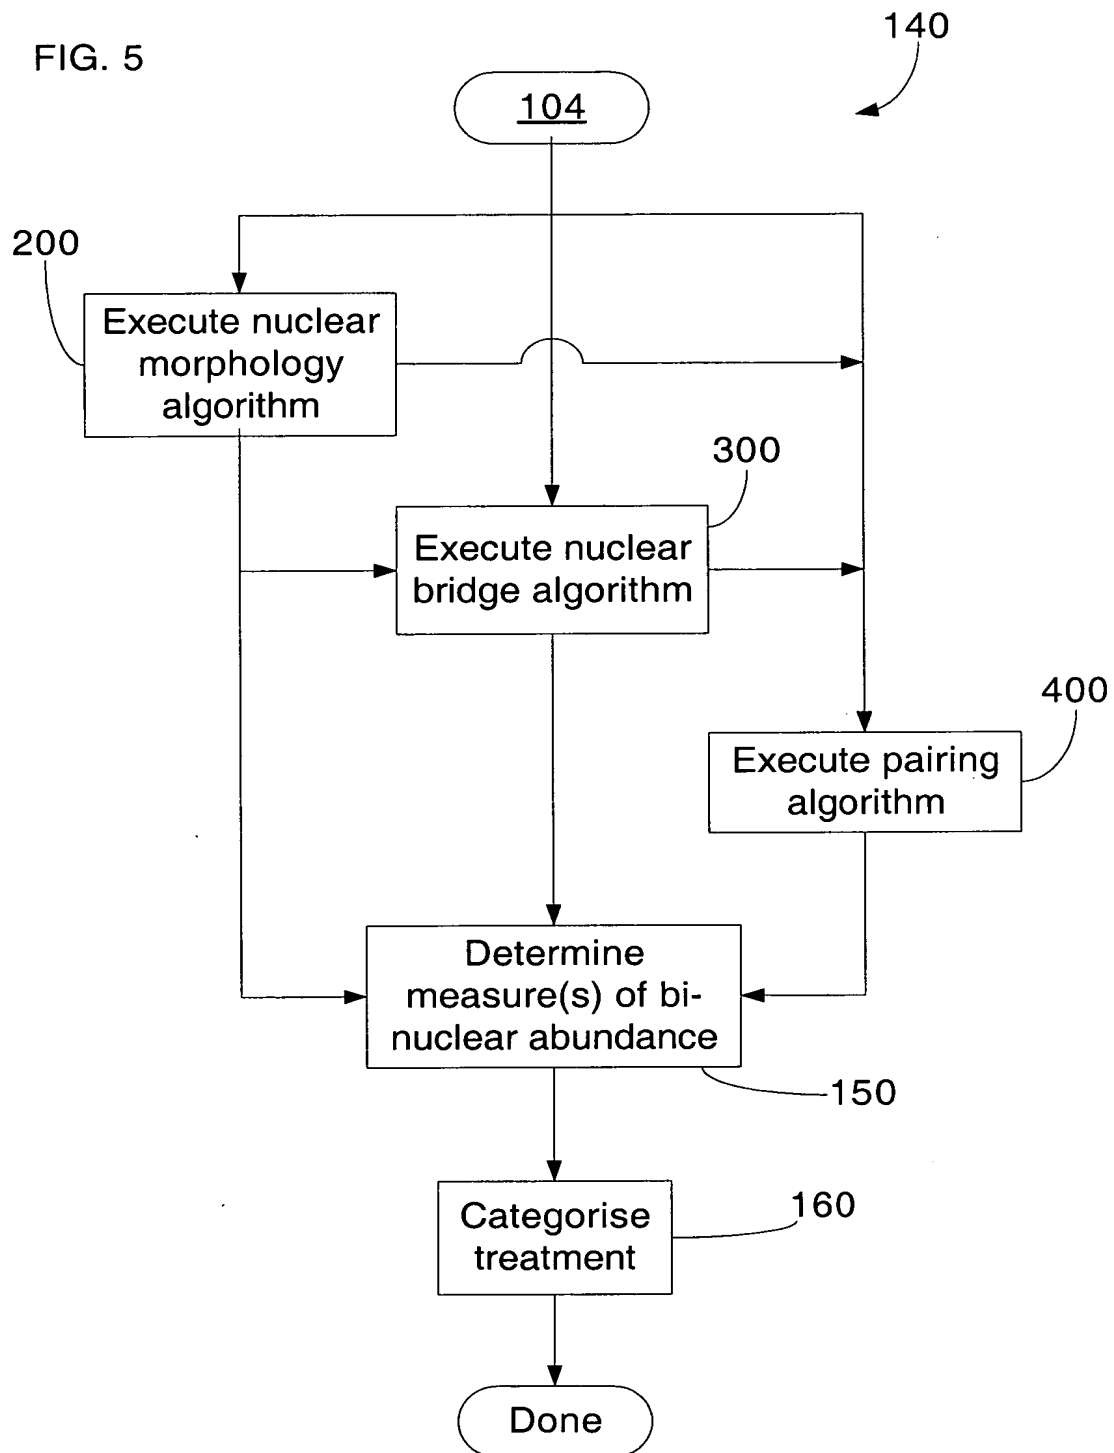 FIG. 5
140
104
200
Execute nuclear
morphology
algorithm
300
Execute nuclear
bridge algorithm
400
Execute pairing
algorithm
Determine
measure(s) of bi-
nuclear abundance
150
160
Categorise
treatment
Done